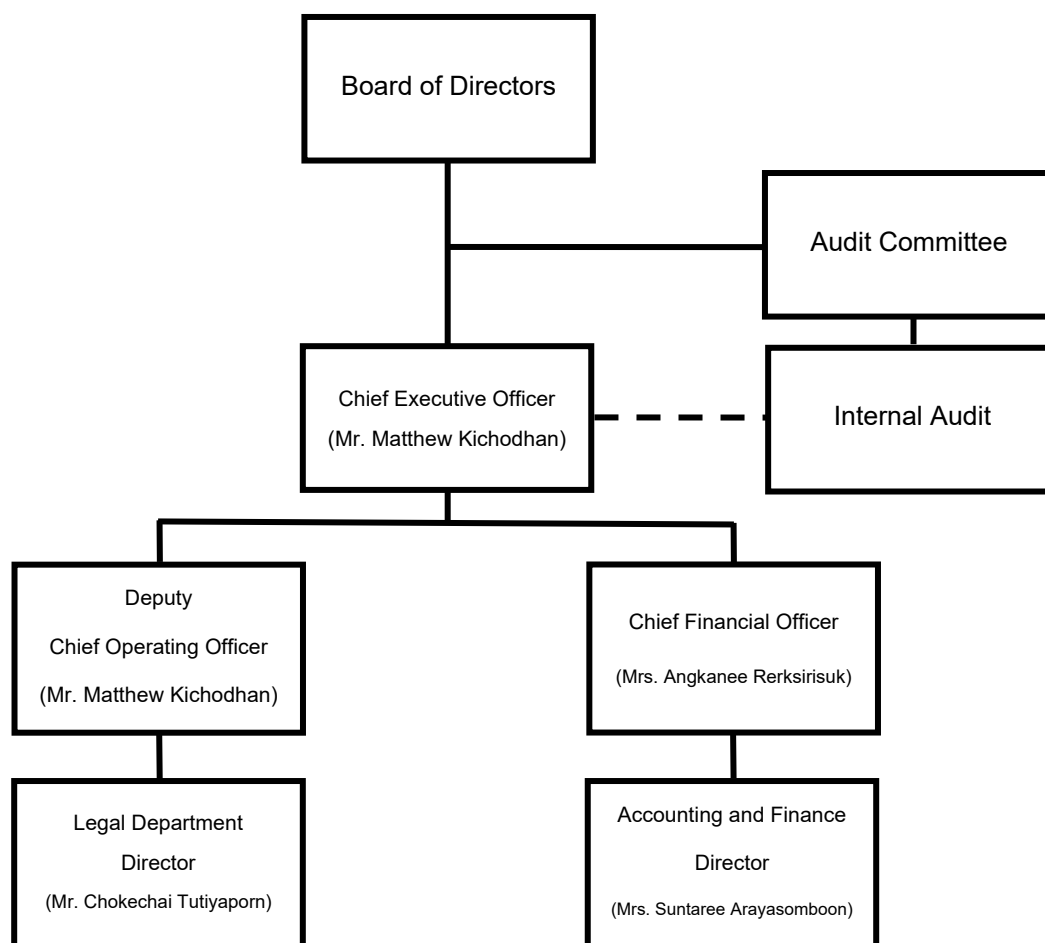 Board of Directors
Audit Committee
Chief Executive Officer
(Mr. Matthew Kichodhan)
Internal Audit
Deputy
Chief Operating Officer
(Mr. Matthew Kichodhan)
Chief Financial Officer
(Mrs. Angkanee Rerksirisuk)
Legal Department
Director
(Mr. Chokechai Tutiyaporn)
Accounting and Finance
Director
(Mrs. Suntaree Arayasomboon)